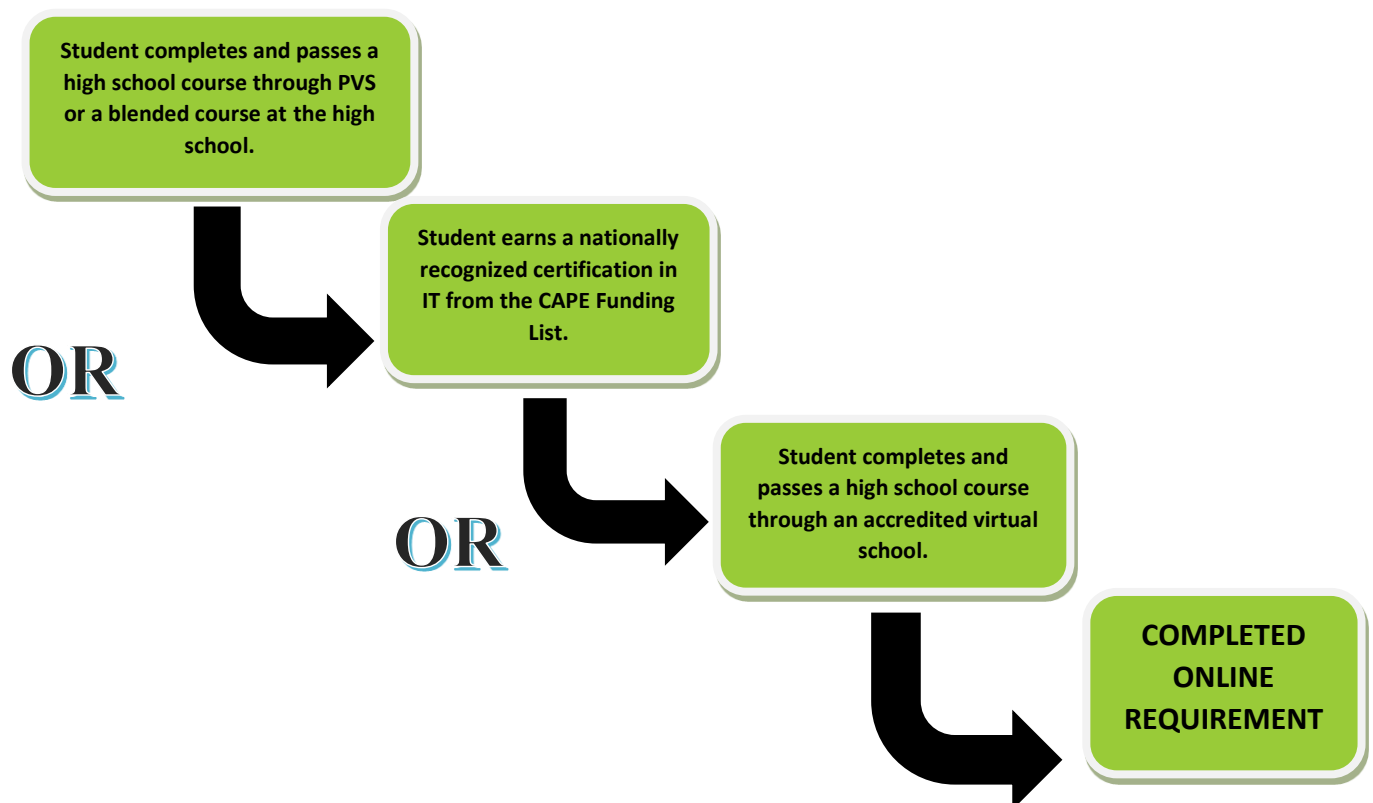 Student completes and passes a
high school course through PVS
or a blended course at the high
school.
Student earns a nationally
recognized certification in
IT from the CAPE Funding
List.
OR
Student completes and
passes a high school course
through an accredited virtual
school.
OR
COMPLETED
ONLINE
REQUIREMENT